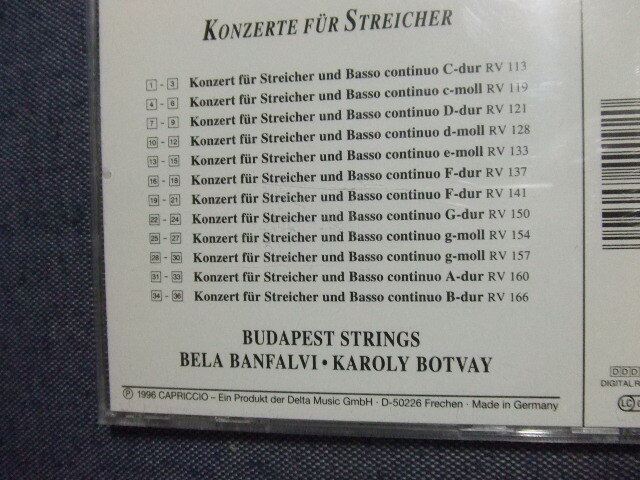 KONZERTE FÜR STREICHER
1 - 3 Konzert für Streicher und Basso continuo C-dur RV 113
4 - 6 Konzert für Streicher und Basso continuo c-moll RV 119
7 - 9 Konzert für Streicher und Basso continuo D-dur RV 121
10 - 12 Konzert für Streicher und Basso continuo d-moll RV 128
13 - 15 Konzert für Streicher und Basso continuo e-moll RV 133
16 - 18 Konzert für Streicher und Basso continuo F-dur RV 137
19 - 21 Konzert für Streicher und Basso continuo F-dur RV 141
22 - 24 Konzert für Streicher und Basso continuo G-dur RV 150
25 - 27 Konzert für Streicher und Basso continuo g-moll RV 154
28 - 30 Konzert für Streicher und Basso continuo g-moll RV 157
31 - 33 Konzert für Streicher und Basso continuo A-dur RV 160
34 - 36 Konzert für Streicher und Basso continuo B-dur RV 166
BUDAPEST STRINGS
BELA BANFALVI • KAROLY BOTVAY
℗ 1996 CAPRICCIO – Ein Produkt der Delta Music GmbH · D-50226 Frechen · Made in Germany
DDD
DIGITAL R
LC